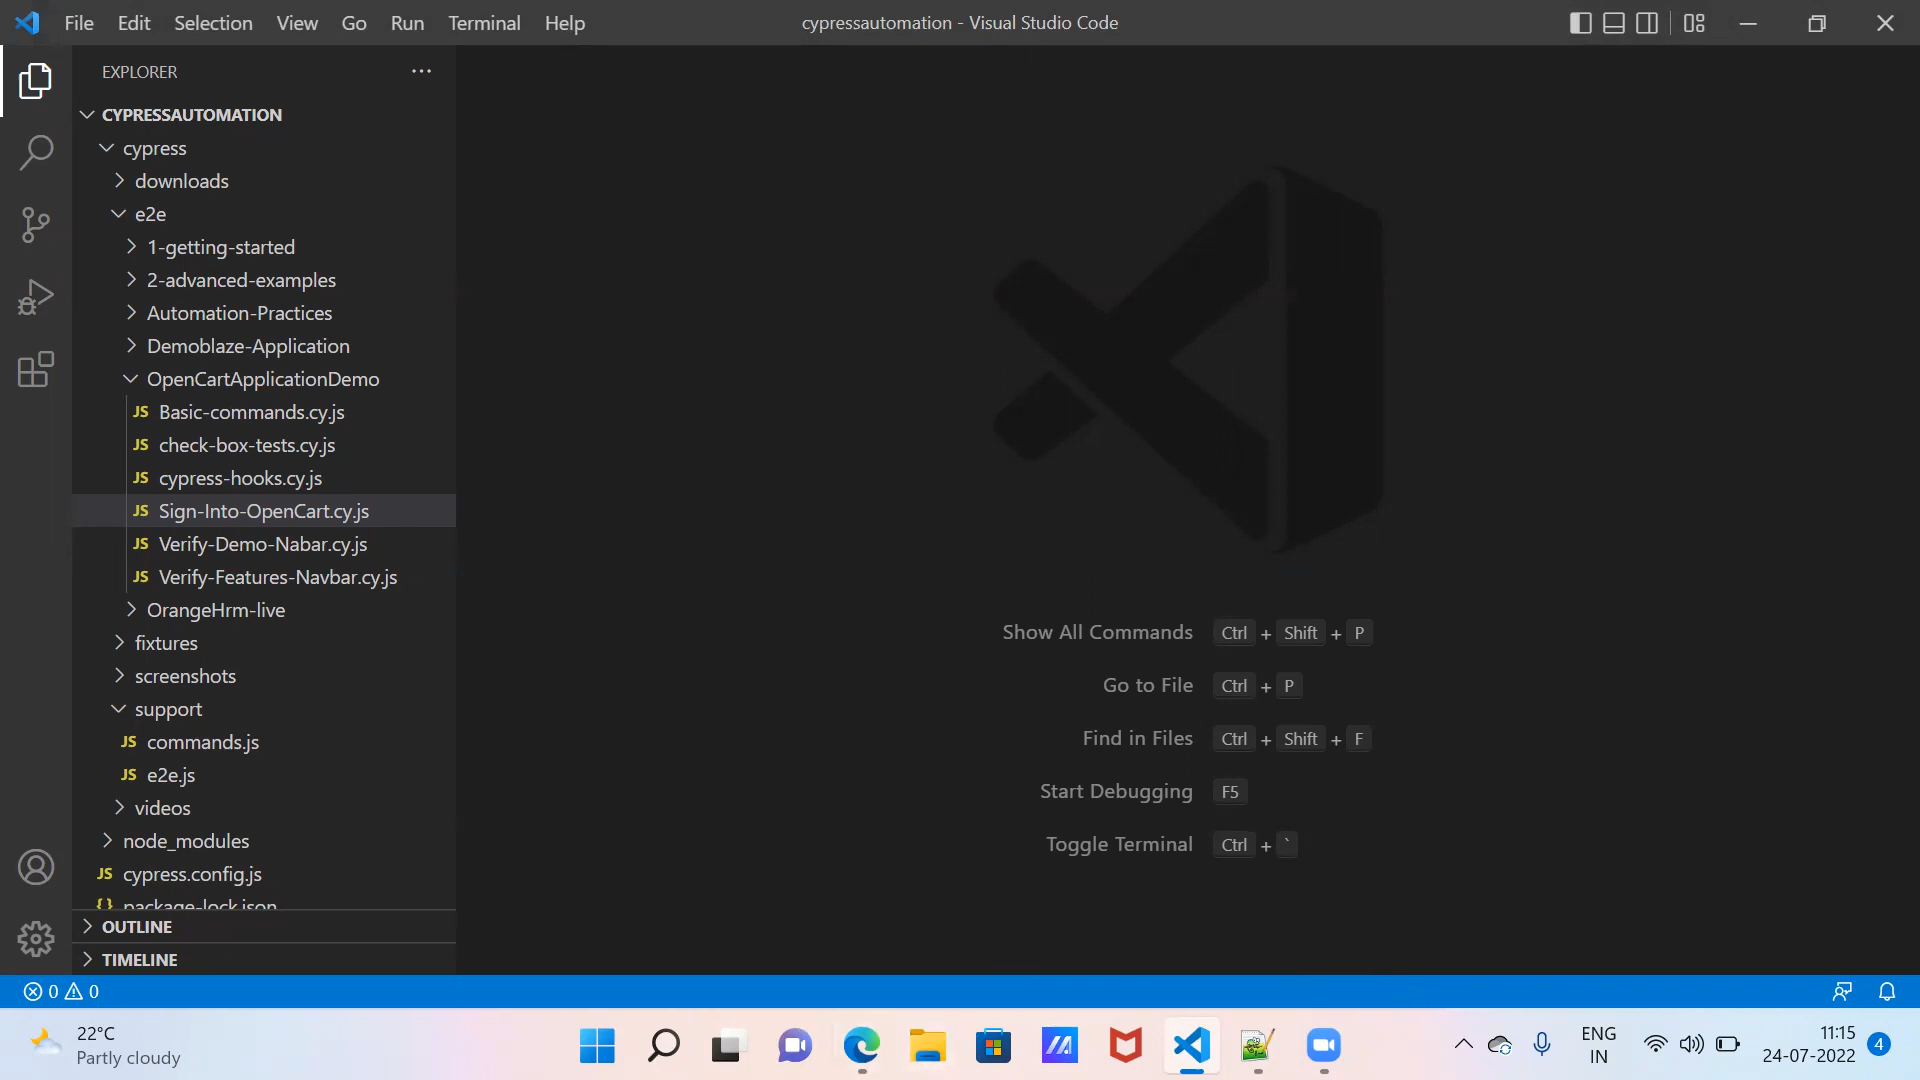 File Edit Selection View Go Run Terminal Help
cypressautomation - Visual Studio Code
EXPLORER
CYPRESSAUTOMATION
cypress
downloads
e2e
1-getting-started
2-advanced-examples
Automation-Practices
Demoblaze-Application
OpenCartApplicationDemo
JS Basic-commands.cy.js
JS check-box-tests.cy.js
JS cypress-hooks.cy.js
JS Sign-Into-OpenCart.cy.js
JS Verify-Demo-Nabar.cy.js
JS Verify-Features-Navbar.cy.js
OrangeHrm-live
fixtures
screenshots
support
JS commands.js
JS e2e.js
videos
node_modules
JS cypress.config.js
{} package-lock.json
OUTLINE
TIMELINE
Show All Commands Ctrl + Shift + P
Go to File Ctrl + P
Find in Files Ctrl + Shift + F
Start Debugging F5
Toggle Terminal Ctrl + `
0 0
22°C
Partly cloudy
ENG
IN
11:15
24-07-2022
4